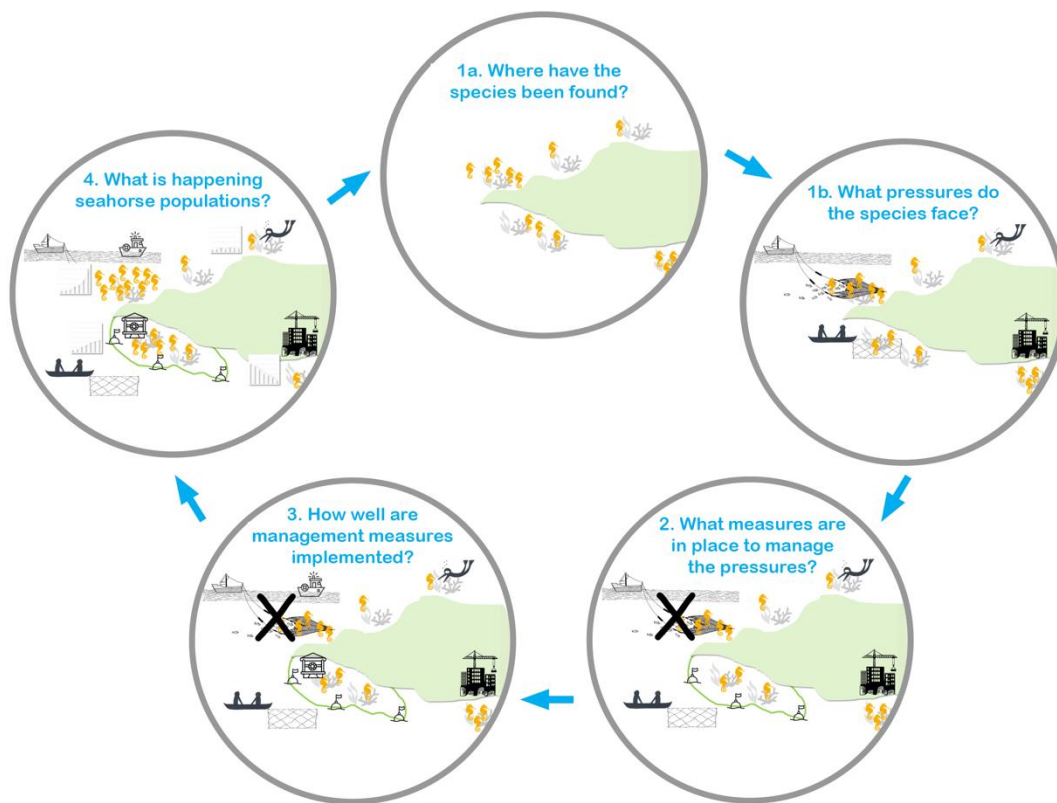 1a. Where have the
species been found?
1b. What pressures do
the species face?
2. What measures are
in place to manage
the pressures?
3. How well are
management measures
implemented?
4. What is happening
seahorse populations?